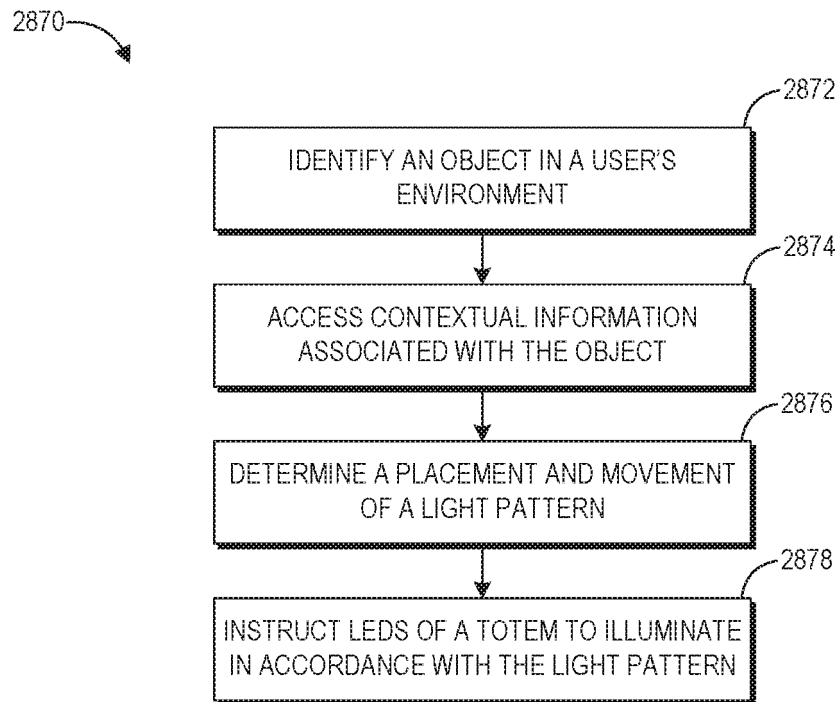 2870
2872
IDENTIFY AN OBJECT IN A USER'S
ENVIRONMENT
2874
ACCESS CONTEXTUAL INFORMATION
ASSOCIATED WITH THE OBJECT
2876
DETERMINE A PLACEMENT AND MOVEMENT
OF A LIGHT PATTERN
2878
INSTRUCT LEDS OF A TOTEM TO ILLUMINATE
IN ACCORDANCE WITH THE LIGHT PATTERN